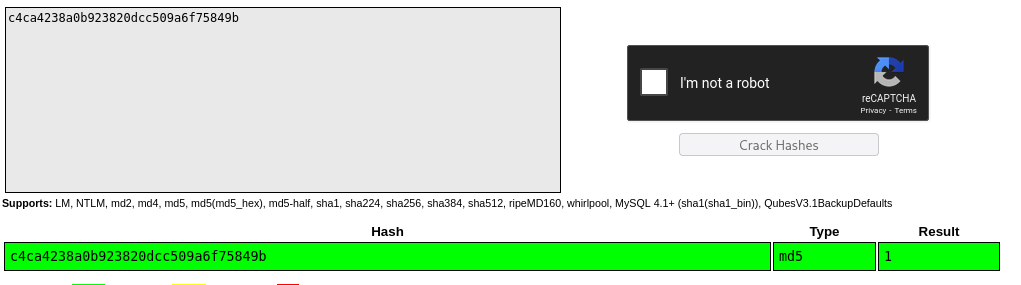 c4ca4238a0b923820dcc509a6f75849b
I'm not a robot
reCAPTCHA
Privacy - Terms
Crack Hashes
Supports: LM, NTLM, md2, md4, md5, md5(md5_hex), md5-half, sha1, sha224, sha256, sha384, sha512, ripeMD160, whirlpool, MySQL 4.1+ (sha1(sha1_bin)), QubesV3.1BackupDefaults
Hash Type Result
c4ca4238a0b923820dcc509a6f75849b md5 1